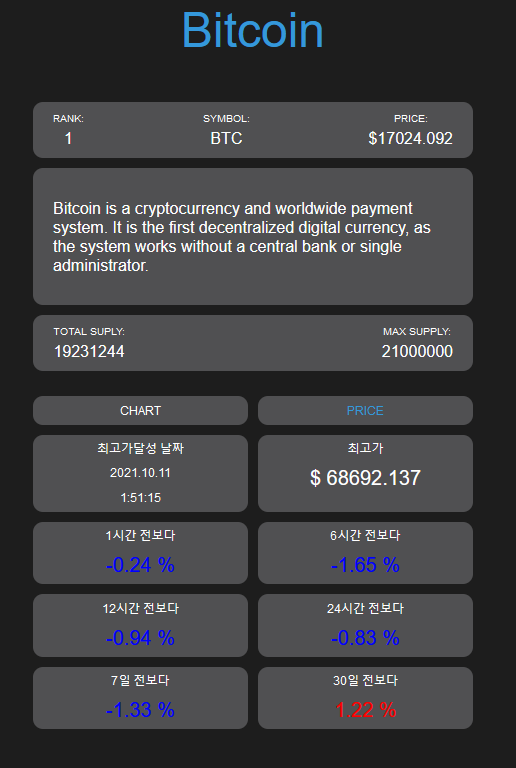 Bitcoin
RANK: SYMBOL: PRICE:
1 BTC $17024.092
Bitcoin is a cryptocurrency and worldwide payment
system. It is the first decentralized digital currency, as
the system works without a central bank or single
administrator.
TOTAL SUPLY: MAX SUPPLY:
19231244 21000000
CHART PRICE
최고가달성 날짜
2021.10.11
1:51:15
최고가
$ 68692.137
1시간 전보다
-0.24 %
6시간 전보다
-1.65 %
12시간 전보다
-0.94 %
24시간 전보다
-0.83 %
7일 전보다
-1.33 %
30일 전보다
1.22 %